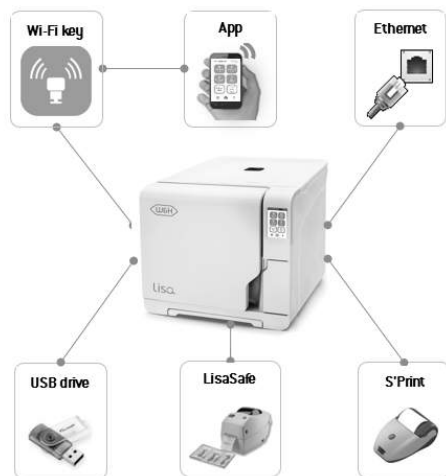 Wi-Fi key
App
Ethernet
W&H
Lisa
USB drive
LisaSafe
S'Print